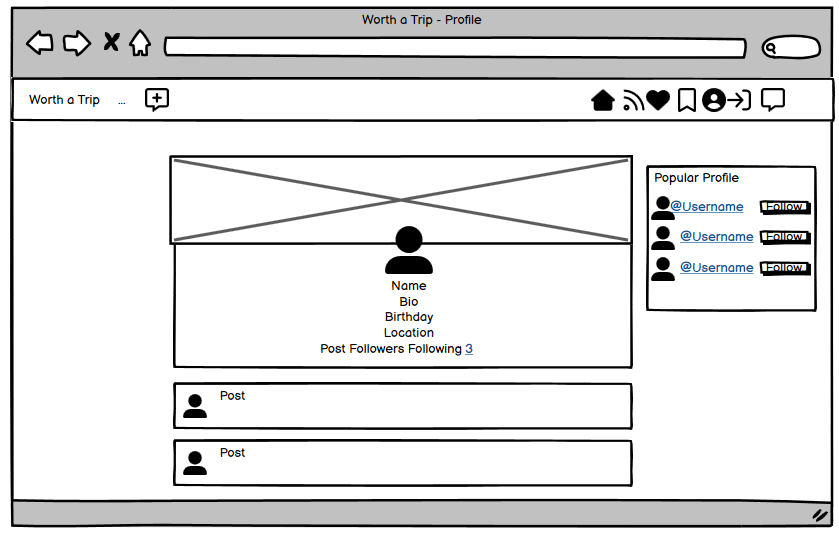 Worth a Trip - Profile
Worth a Trip ...
Popular Profile
@Username Follow
@Username Follow
@Username Follow
Name
Bio
Birthday
Location
Post Followers Following 3
Post
Post